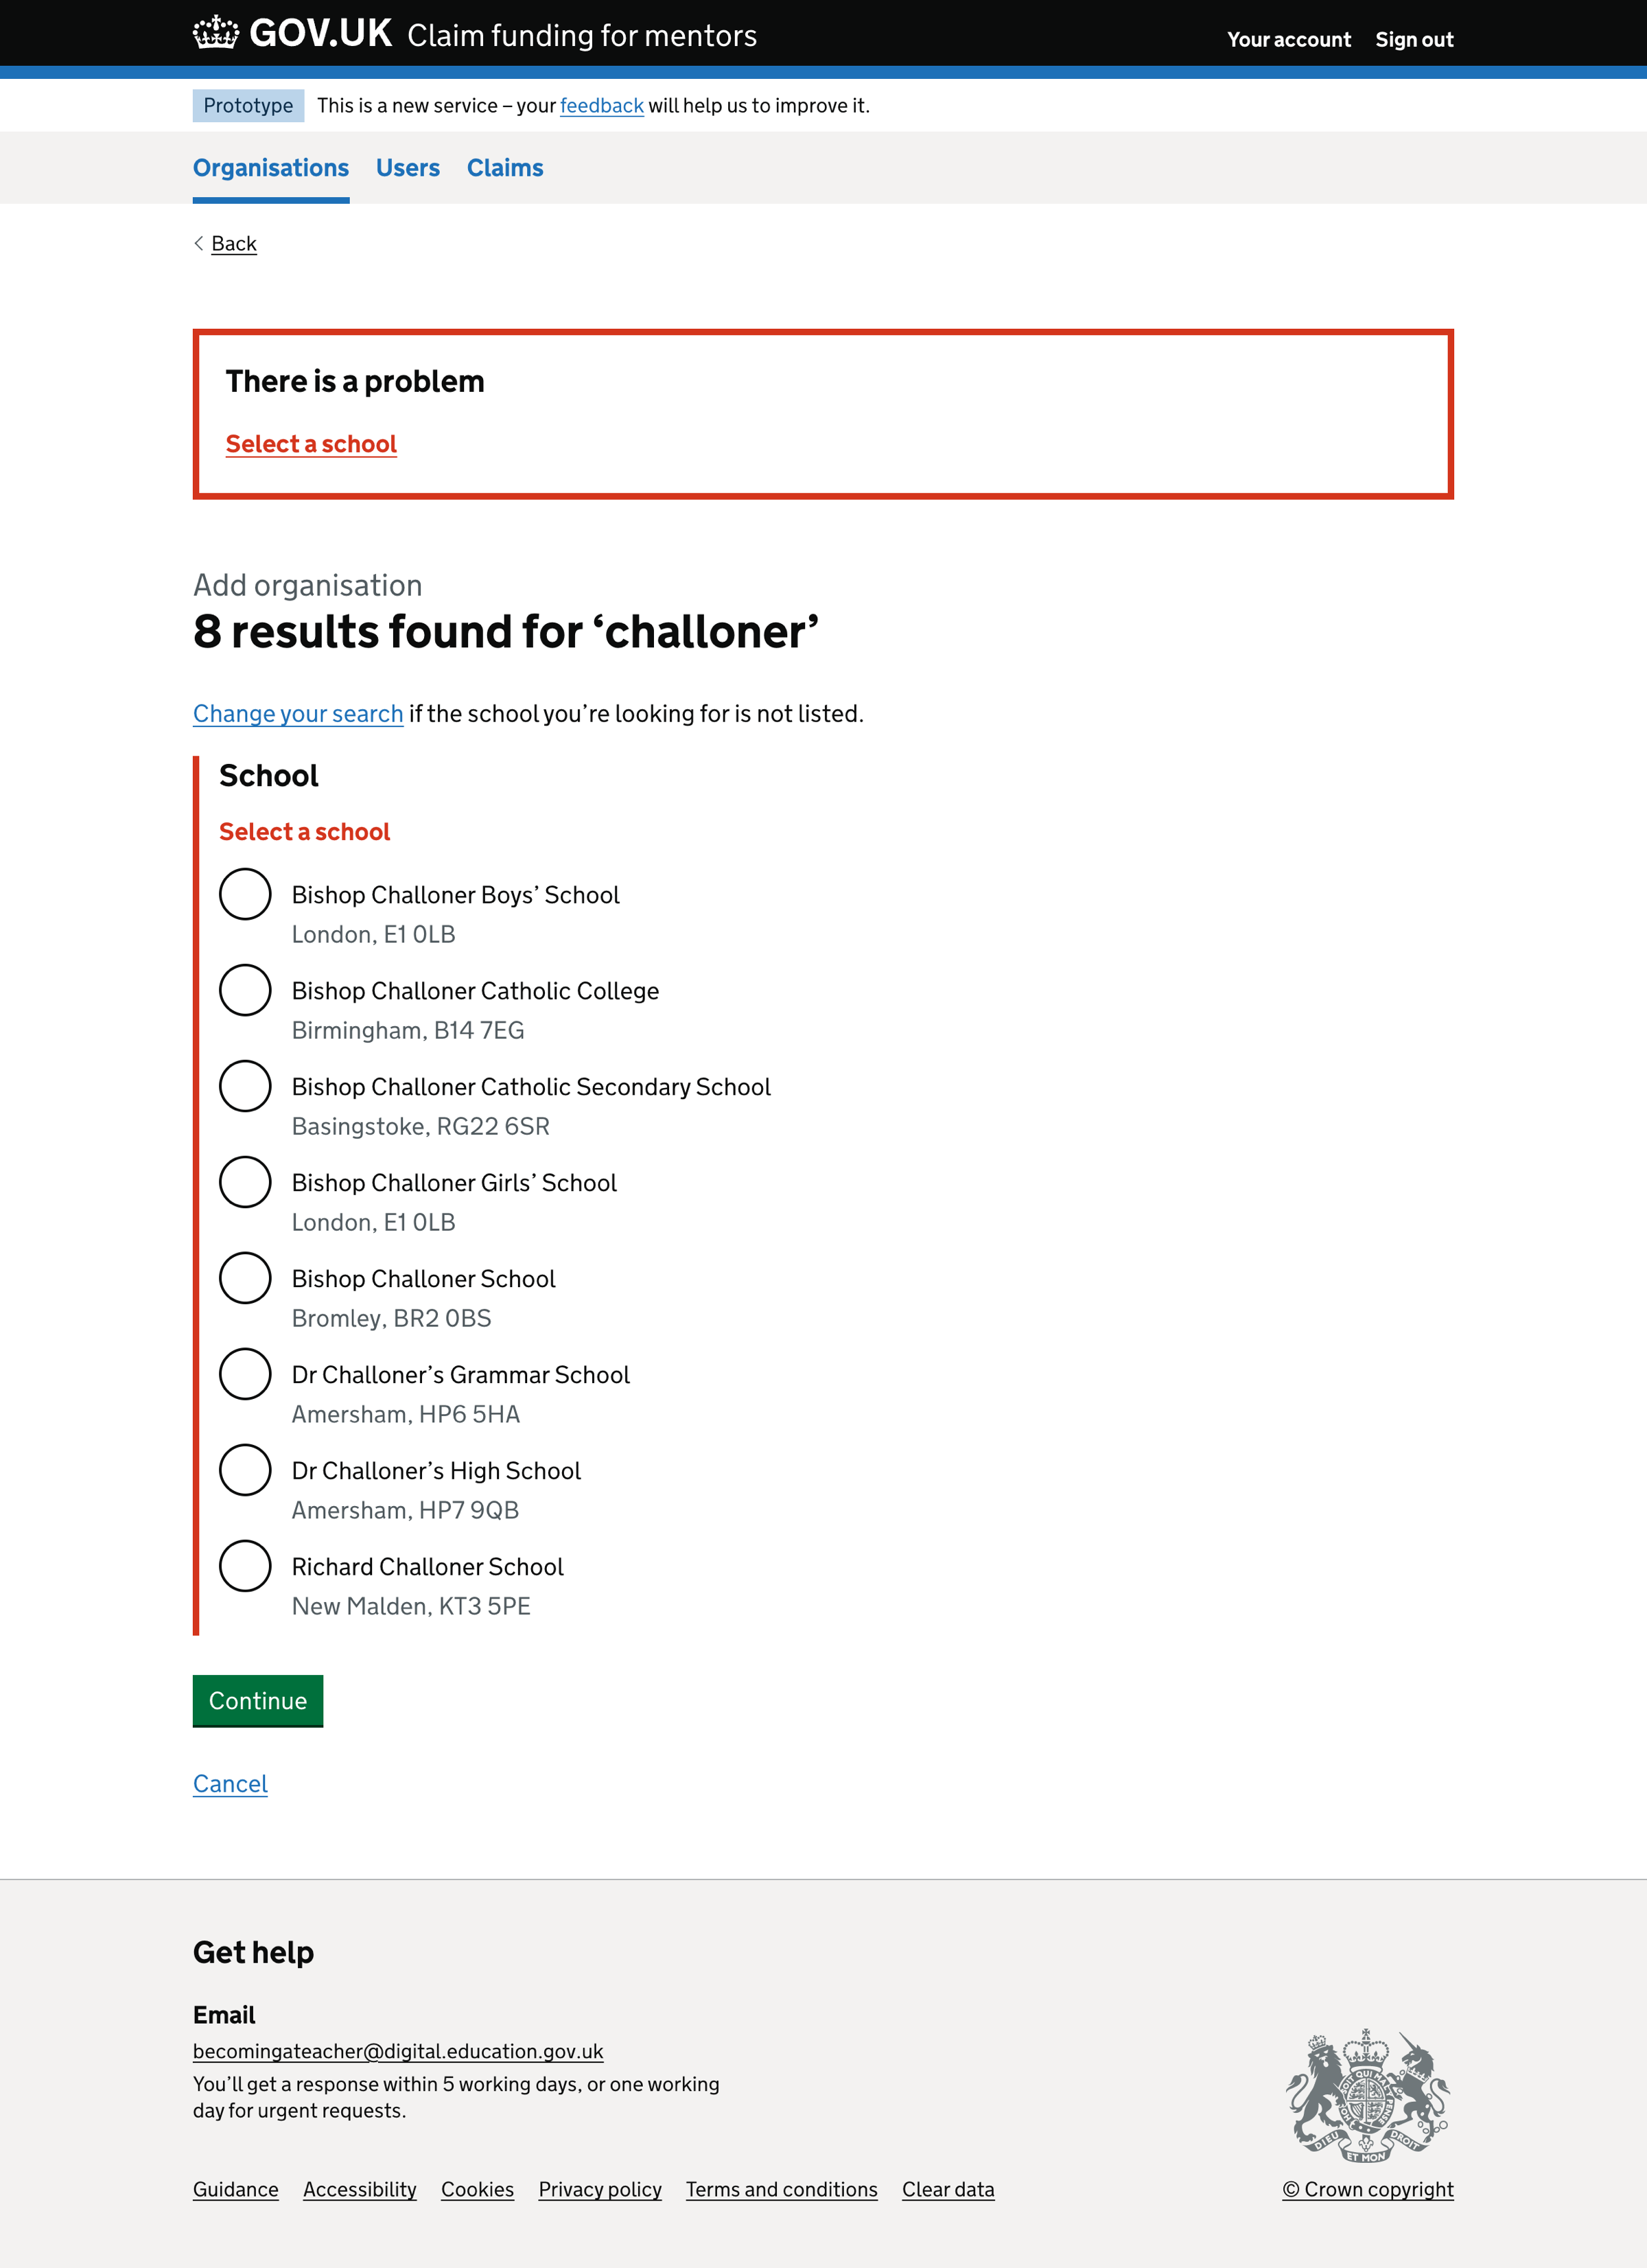 GOV.UK Claim funding for mentors
Your account Sign out
Prototype This is a new service – your feedback will help us to improve it.
Organisations Users Claims
Back
There is a problem
Select a school
Add organisation
8 results found for ‘challoner’
Change your search if the school you’re looking for is not listed.
School
Select a school
Bishop Challoner Boys’ School
London, E1 0LB
Bishop Challoner Catholic College
Birmingham, B14 7EG
Bishop Challoner Catholic Secondary School
Basingstoke, RG22 6SR
Bishop Challoner Girls’ School
London, E1 0LB
Bishop Challoner School
Bromley, BR2 0BS
Dr Challoner’s Grammar School
Amersham, HP6 5HA
Dr Challoner’s High School
Amersham, HP7 9QB
Richard Challoner School
New Malden, KT3 5PE
Continue
Cancel
Get help
Email
becomingateacher@digital.education.gov.uk
You’ll get a response within 5 working days, or one working
day for urgent requests.
DIEU ET MON DROIT
Guidance Accessibility Cookies Privacy policy Terms and conditions Clear data
© Crown copyright